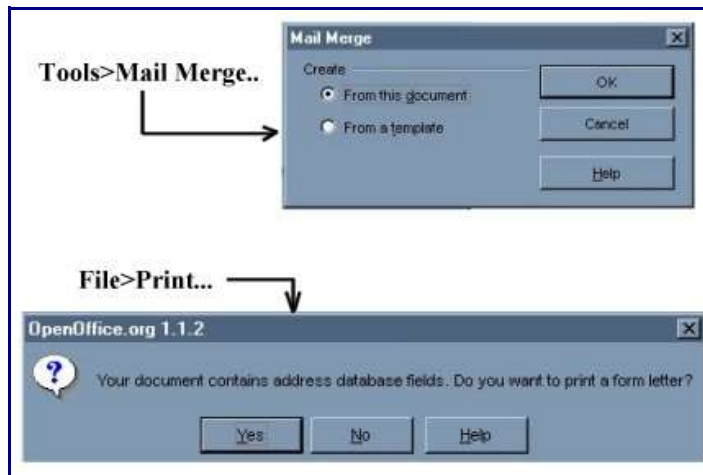 Tools>Mail Merge..
Mail Merge
Create
From this document
From a template
OK
Cancel
Help
File>Print...
OpenOffice.org 1.1.2
Your document contains address database fields. Do you want to print a form letter?
Yes No Help